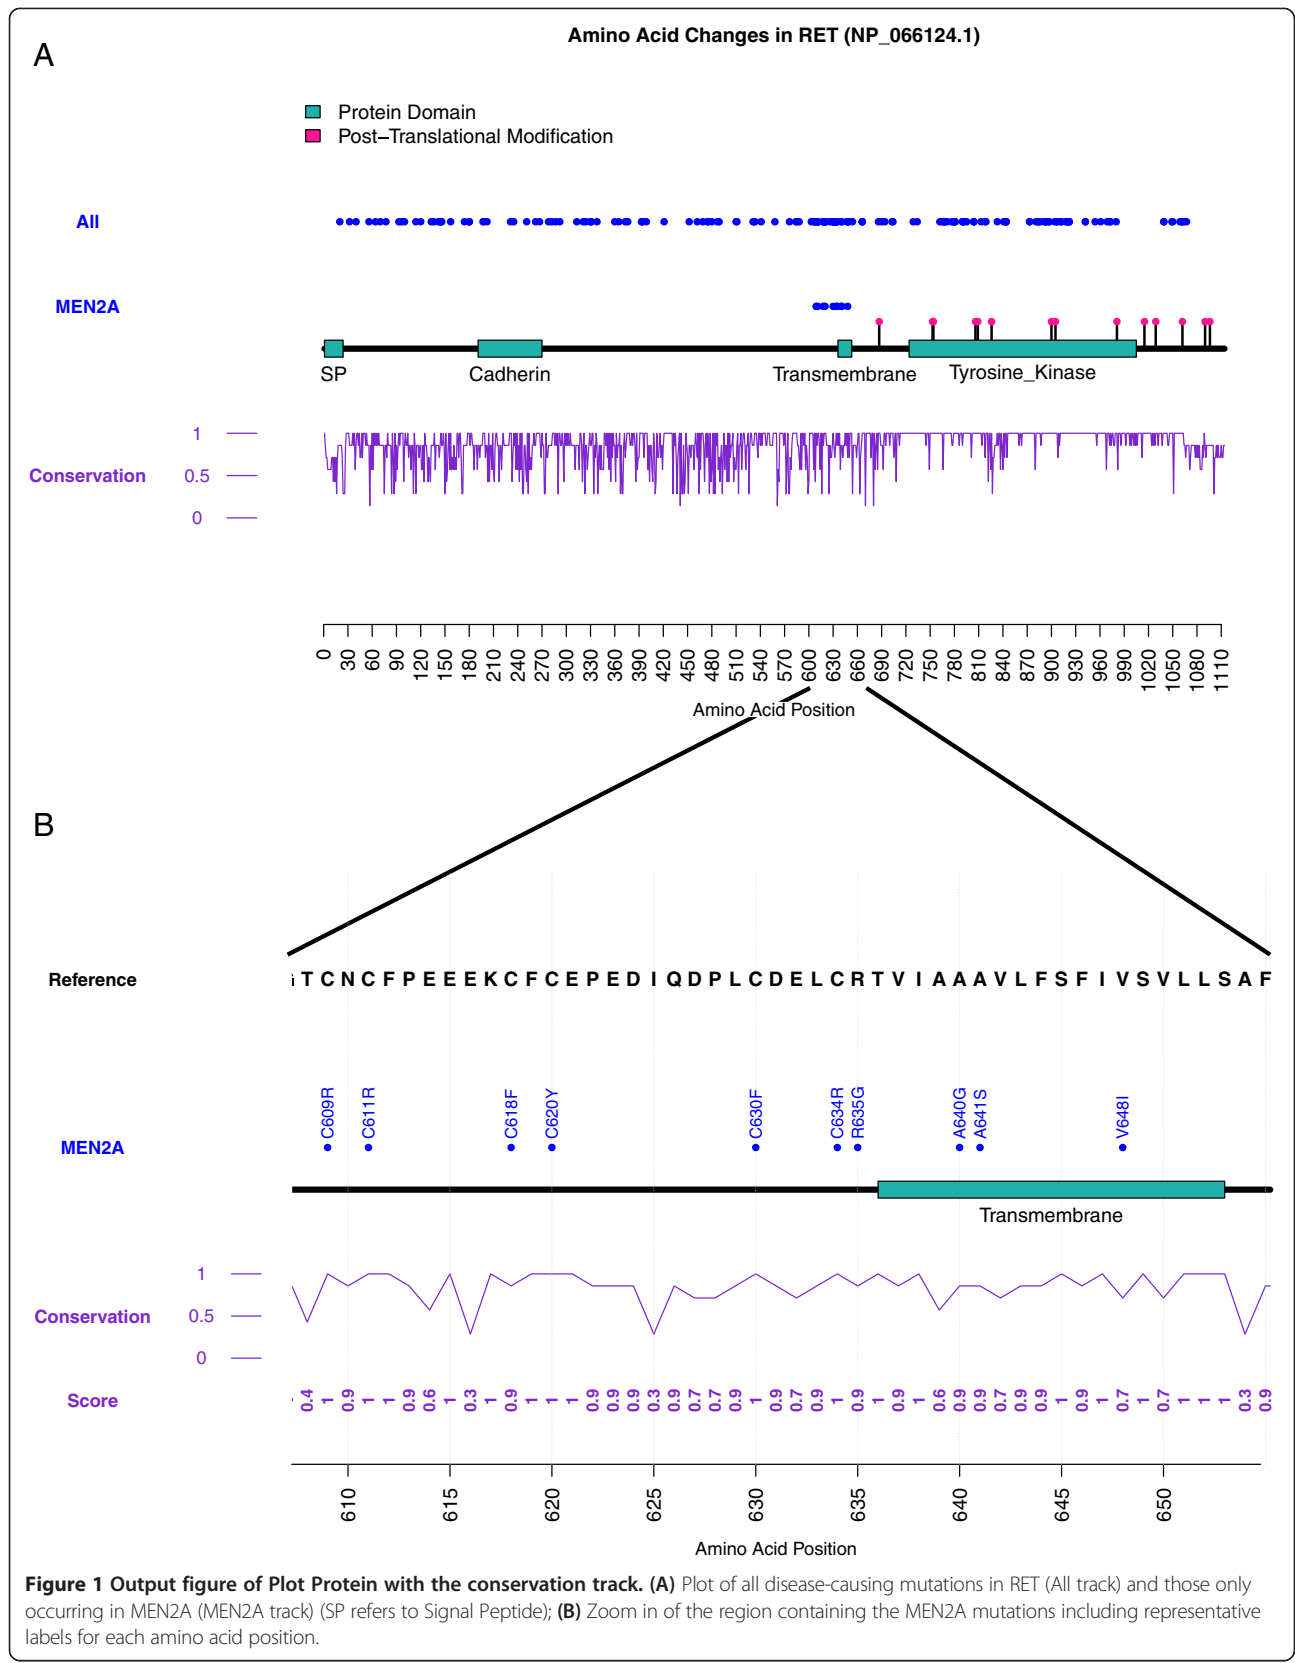 Amino Acid Changes in RET (NP_066124.1)
A
Protein Domain
Post–Translational Modification
All
MEN2A
SP
Cadherin
Transmembrane
Tyrosine_Kinase
Conservation
1
0.5
0
0 30 60 90 120 150 180 210 240 270 300 330 360 390 420 450 480 510 540 570 600 630 660 690 720 750 780 810 840 870 900 930 960 990 1020 1050 1080 1110
Amino Acid Position
B
Reference
T C N C F P E E E K C F C E P E D I Q D P L C D E L C R T V I A A A V L F S F I V S V L L S A F
C609R C611R C618F C620Y C630F C634R R635G A640G A641S V648I
MEN2A
Transmembrane
Conservation
1
0.5
0
Score
0.4 1 0.9 1 1 0.9 0.6 1 0.3 1 0.9 1 1 1 0.9 0.9 0.9 0.3 0.9 0.7 0.7 0.9 1 0.9 0.7 0.9 1 0.9 1 0.9 1 0.6 0.9 0.9 0.7 0.9 0.9 1 0.9 1 0.7 1 0.7 1 1 1 0.3 0.9
610 615 620 625 630 635 640 645 650
Amino Acid Position
Figure 1 Output figure of Plot Protein with the conservation track. (A) Plot of all disease-causing mutations in RET (All track) and those only
occurring in MEN2A (MEN2A track) (SP refers to Signal Peptide); (B) Zoom in of the region containing the MEN2A mutations including representative
labels for each amino acid position.